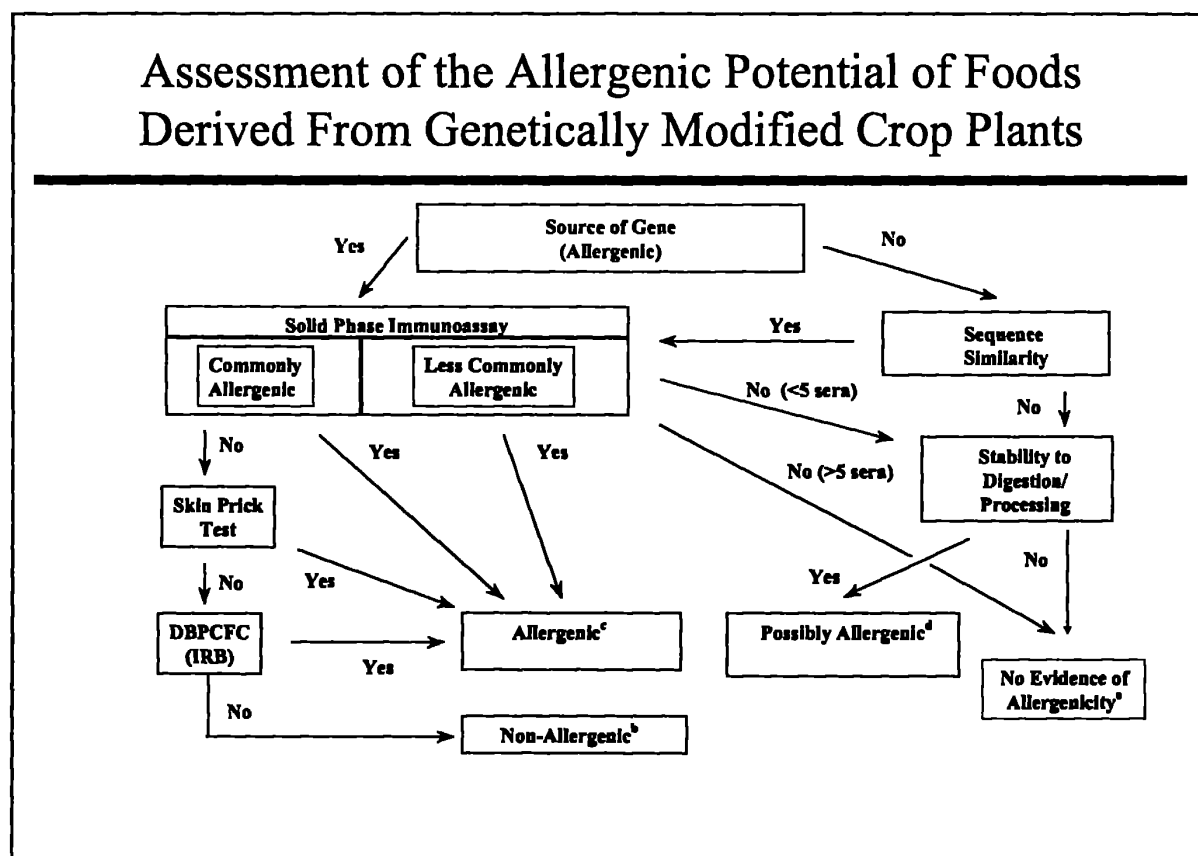 Assessment of the Allergenic Potential of Foods
Derived From Genetically Modified Crop Plants
Source of Gene
(Allergenic)
Yes
No
Solid Phase Immunoassay
Commonly
Allergenic
Less Commonly
Allergenic
Yes
Sequence
Similarity
No (<5 sera)
No
No
Yes
Yes
No (>5 sera)
Stability to
Digestion/
Processing
Skin Prick
Test
No
Yes
Yes
No
DBPCFC
(IRB)
Yes
Allergenic^c
Possibly Allergenic^d
No Evidence of
Allergenicity^a
No
Non-Allergenic^b